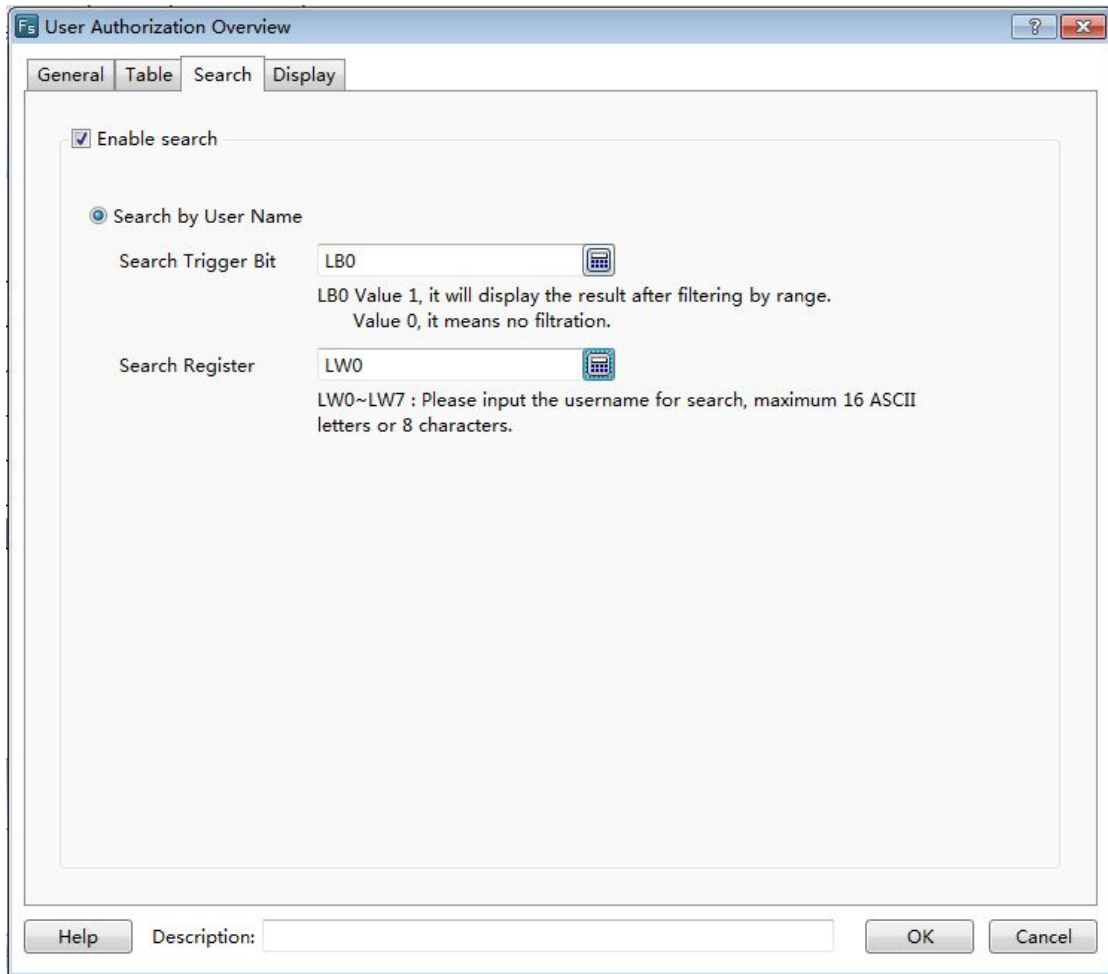 Fs User Authorization Overview
General Table Search Display
Enable search
Search by User Name
Search Trigger Bit LB0
LB0 Value 1, it will display the result after filtering by range.
Value 0, it means no filtration.
Search Register LW0
LW0~LW7 : Please input the username for search, maximum 16 ASCII
letters or 8 characters.
Help Description: OK Cancel